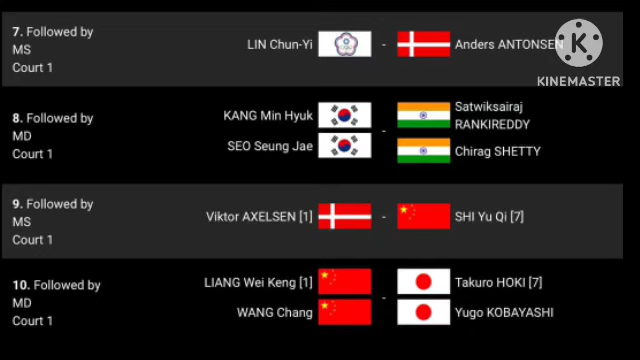 7. Followed by
MS
Court 1
LIN Chun-Yi - Anders ANTONSEN
K
KINEMASTER
8. Followed by
MD
Court 1
KANG Min Hyuk
SEO Seung Jae
-
Satwiksairaj
RANKIREDDY
Chirag SHETTY
9. Followed by
MS
Court 1
Viktor AXELSEN [1] - SHI Yu Qi [7]
10. Followed by
MD
Court 1
LIANG Wei Keng [1]
WANG Chang
-
Takuro HOKI [7]
Yugo KOBAYASHI